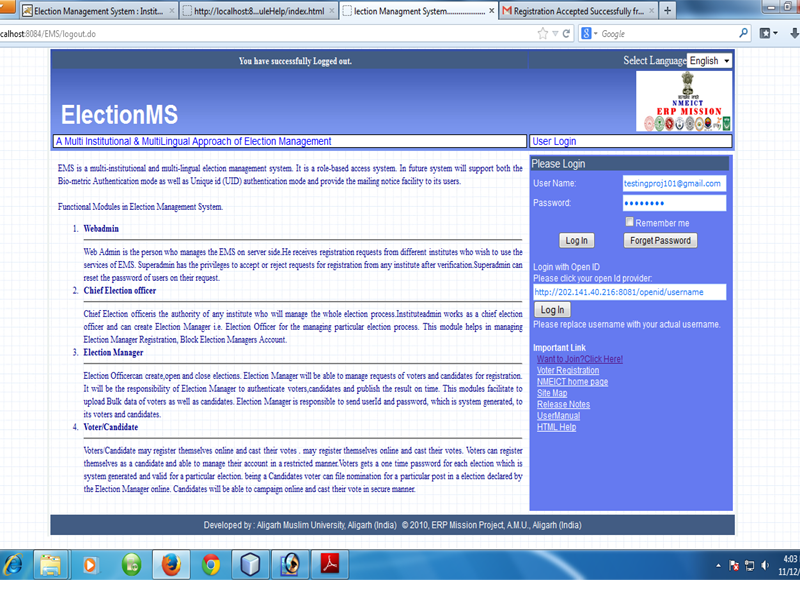 Election Management System : Instit...
http://localhost:8...uleHelp/index.html
lection Managment System...................
Registration Accepted Successfully fr...
calhost:8084/EMS/logout.do
Google
You have successfully Logged out.
Select Language English
ElectionMS
NMEICT
ERP MISSION
A Multi Institutional & MultiLingual Approach of Election Management
User Login
EMS is a multi-institutional and multi-lingual election management system. It is a role-based access system. In future system will support both the
Bio-metric Authentication mode as well as Unique id (UID) authentication mode and provide the mailing notice facility to its users.
Functional Modules in Election Management System.
1. Webadmin
Web Admin is the person who manages the EMS on server side.He receives registration requests from different institutes who wish to use the
services of EMS. Superadmin has the privileges to accept or reject requests for registration from any institute after verification.Superadmin can
reset the password of users on their request.
2. Chief Election officer
Chief Election officeris the authority of any institute who will manage the whole election process.Instituteadmin works as a chief election
officer and can create Election Manager i.e. Election Officer for the managing particular election process. This module helps in managing
Election Manager Registration, Block Election Managers Account.
3. Election Manager
Election Officercan create,open and close elections. Election Manager will be able to manage requests of voters and candidates for registration.
It will be the responsibility of Election Manager to authenticate voters,candidates and publish the result on time. This modules facilitate to
upload Bulk data of voters as well as candidates. Election Manager is responsible to send userId and password, which is system generated, to
its voters and candidates.
4. Voter/Candidate
Voters/Candidate may register themselves online and cast their votes . may register themselves online and cast their votes. Voters can register
themselves as a candidate and able to manage their account in a restricted manner.Voters gets a one time password for each election which is
system generated and valid for a particular election. being a Candidates voter can file nomination for a particular post in a election declared by
the Election Manager online. Candidates will be able to campaign online and cast their vote in secure manner.
Please Login
User Name: testingproj101@gmail.com
Password: ••••••••
Remember me
Log In Forget Password
Login with Open ID
Please click your open Id provider:
http://202.141.40.216:8081/openid/username
Log In
Please replace username with your actual username.
Important Link
Want to Join?Click Here!
Voter Registration
NMEICT home page
Site Map
Release Notes
UserManual
HTML Help
Developed by : Aligarh Muslim University, Aligarh (India) © 2010, ERP Mission Project, A.M.U., Aligarh (India)
4:03
11/12/